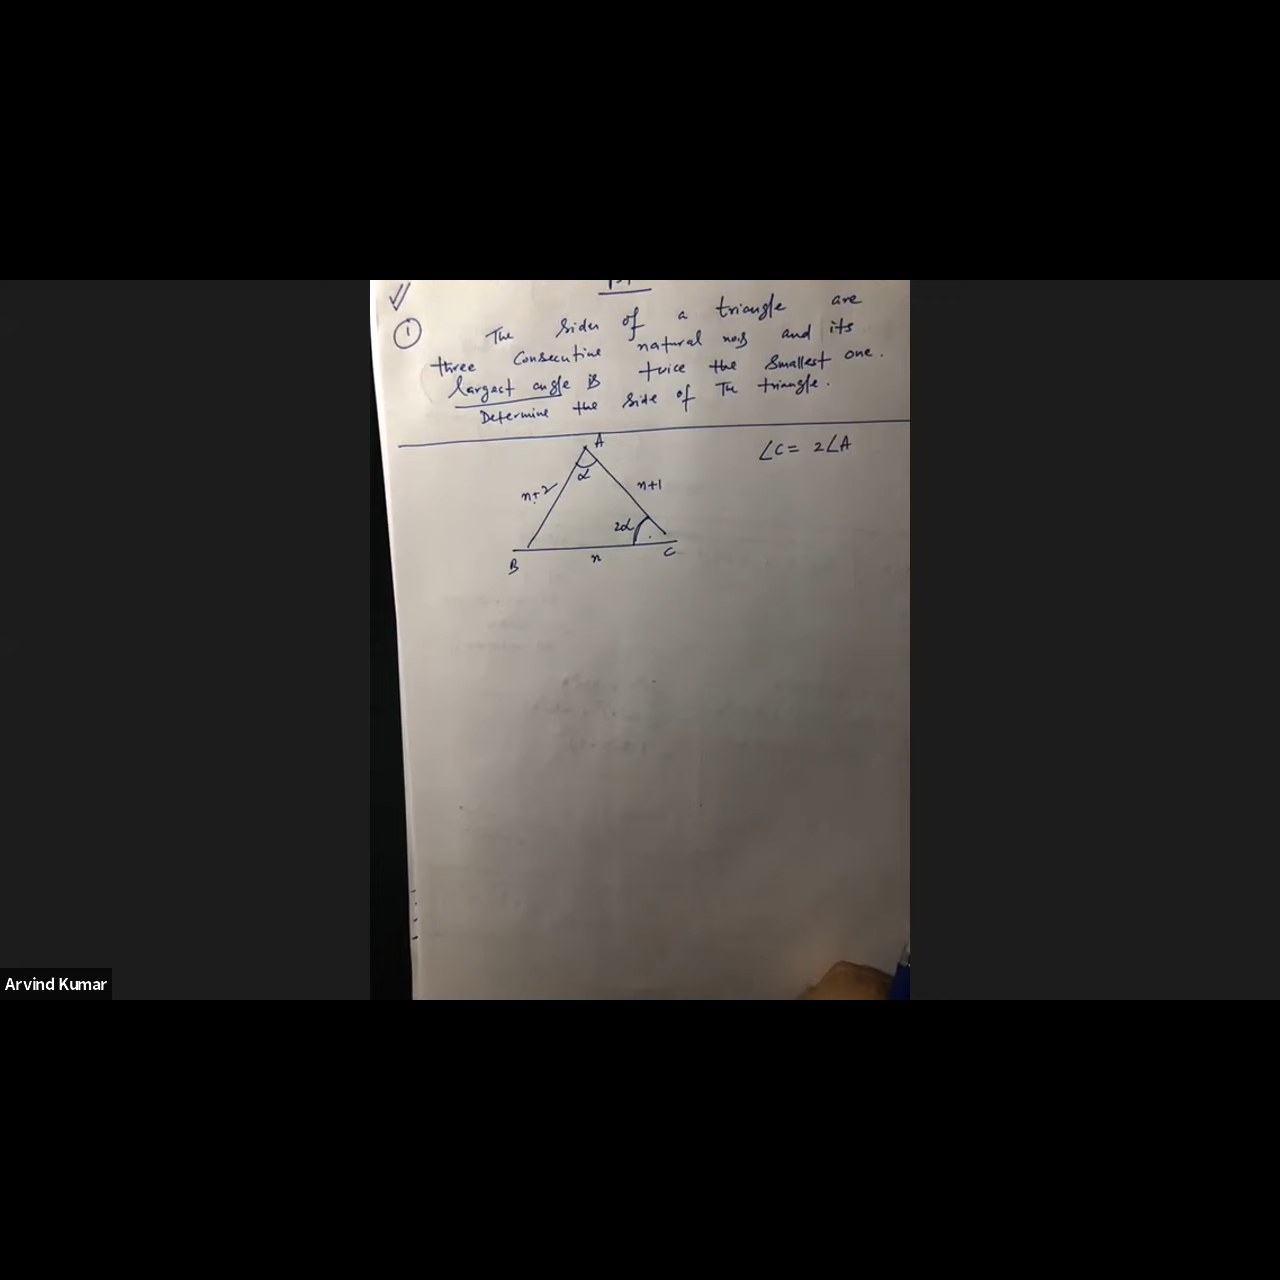 ① The sides of a triangle are
three consecutive natural no.s and its
largest angle is twice the smallest one.
Determine the side of The triangle.
A
∠C = 2∠A
α
n+2
n+1
2α
B
n
C
Arvind Kumar